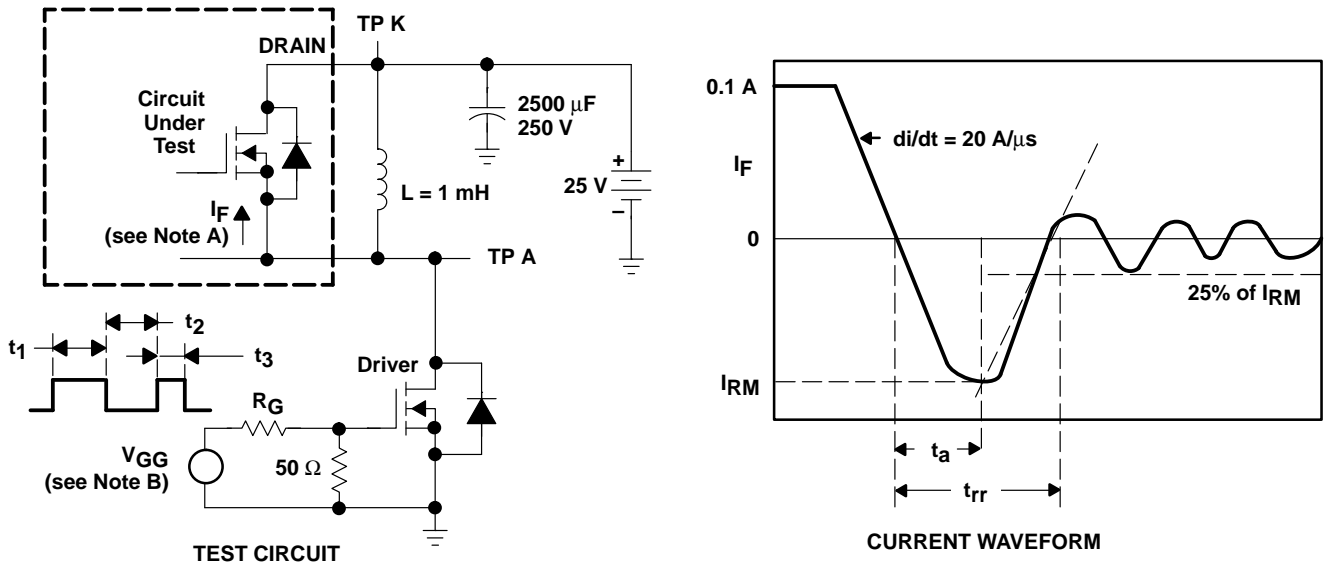 TP K
DRAIN
Circuit
Under
Test
2500 µF
250 V
L = 1 mH
25 V
+
−
IF
(see Note A)
TP A
t1
t2
t3
Driver
RG
50 Ω
VGG
(see Note B)
TEST CIRCUIT
0.1 A
di/dt = 20 A/µs
IF
0
25% of IRM
IRM
ta
trr
CURRENT WAVEFORM